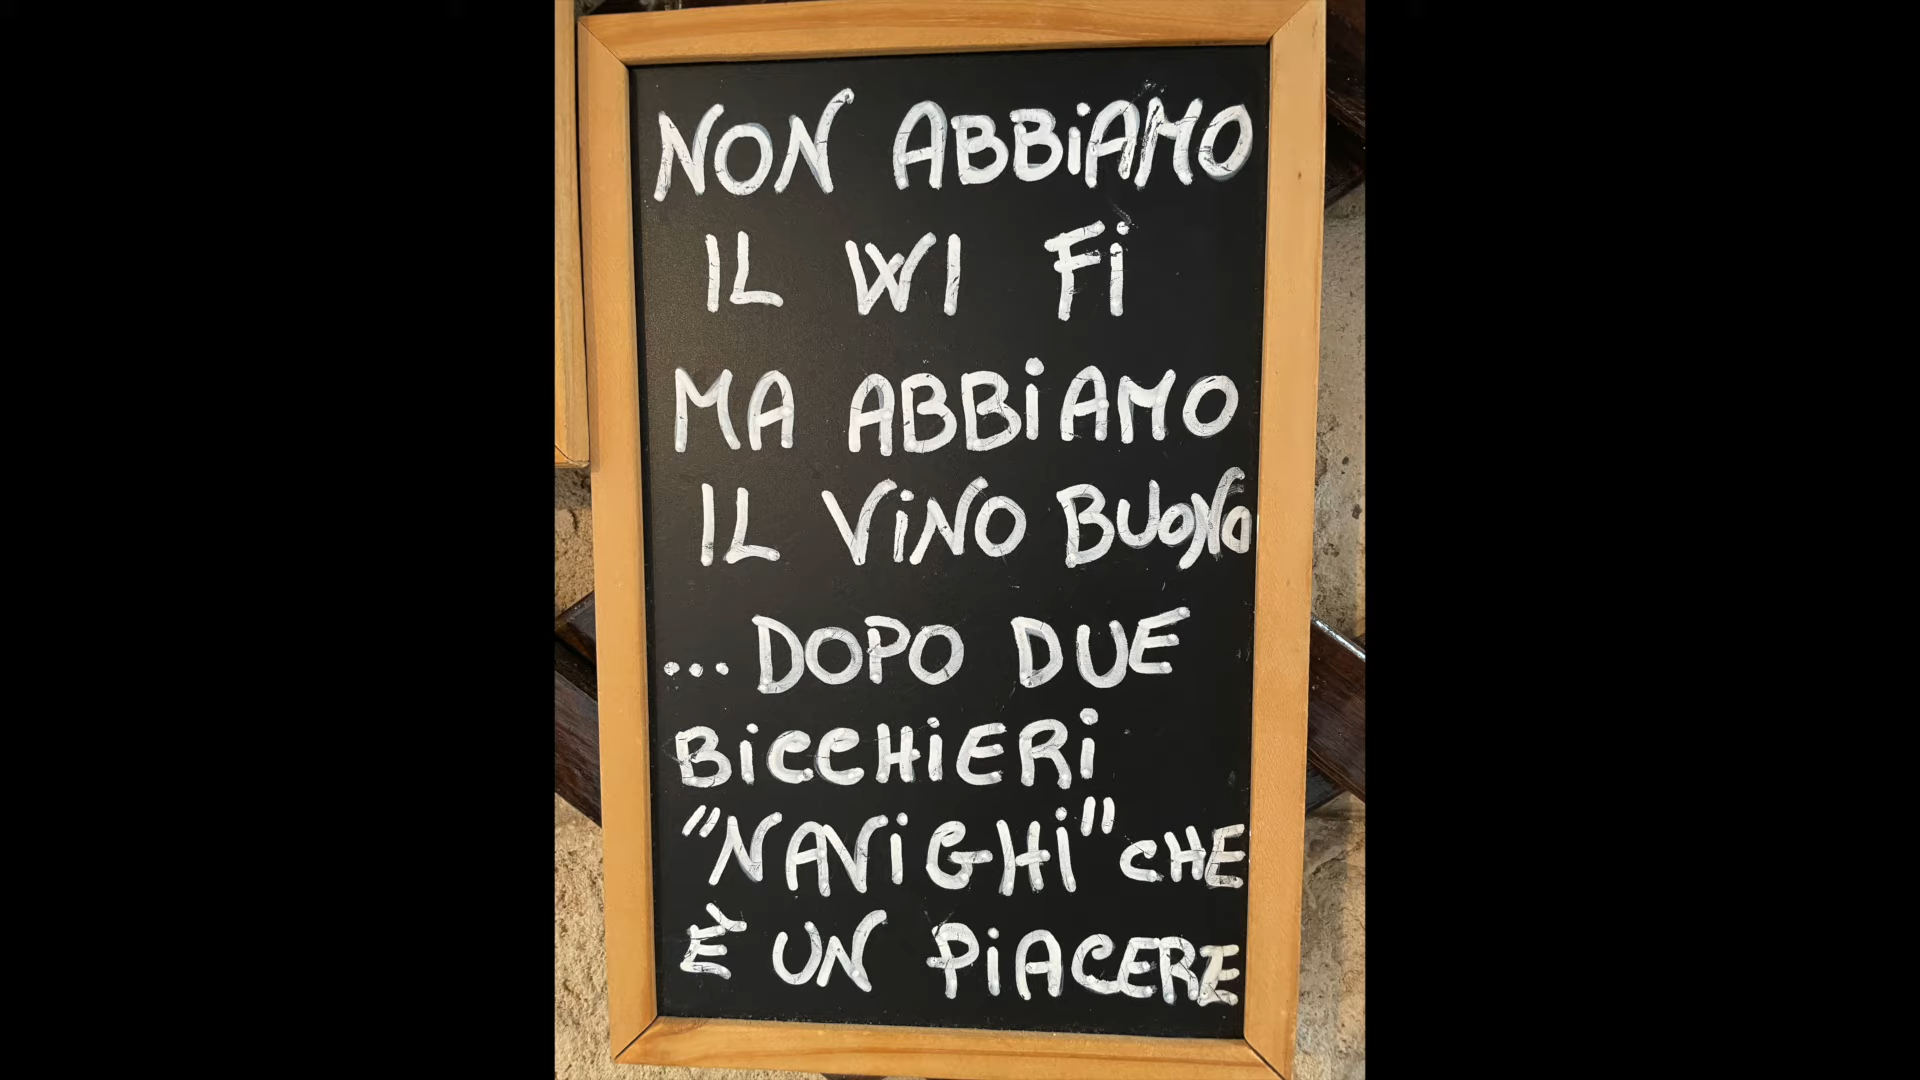 NON ABBiAMO
IL WI Fi
MA ABBiAMO
IL ViNO BUONO
...DOPO DUE
BiCCHiERi
"NAViGHi" CHE
È UN PiACERE